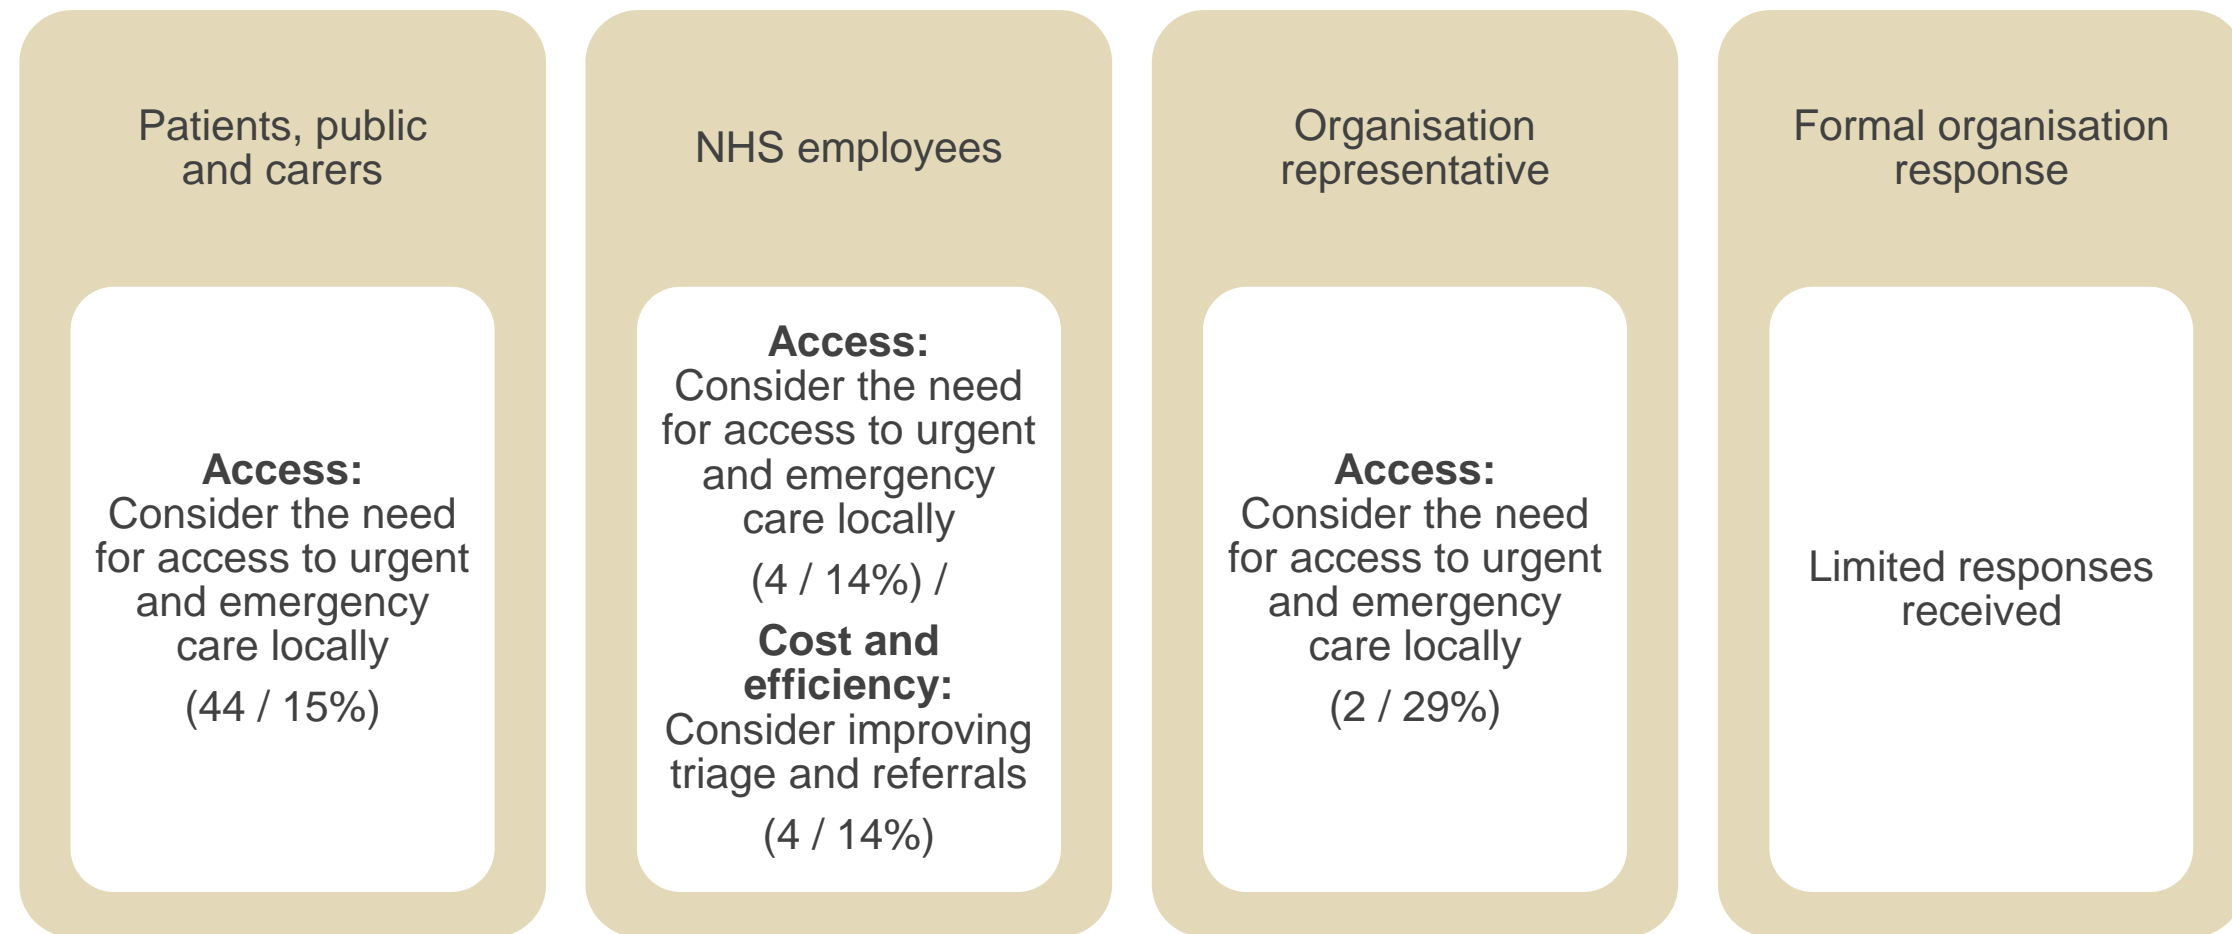 Patients, public
and carers
Access:
Consider the need
for access to urgent
and emergency
care locally
(44 / 15%)
NHS employees
Access:
Consider the need
for access to urgent
and emergency
care locally
(4 / 14%) /
Cost and
efficiency:
Consider improving
triage and referrals
(4 / 14%)
Organisation
representative
Access:
Consider the need
for access to urgent
and emergency
care locally
(2 / 29%)
Formal organisation
response
Limited responses
received